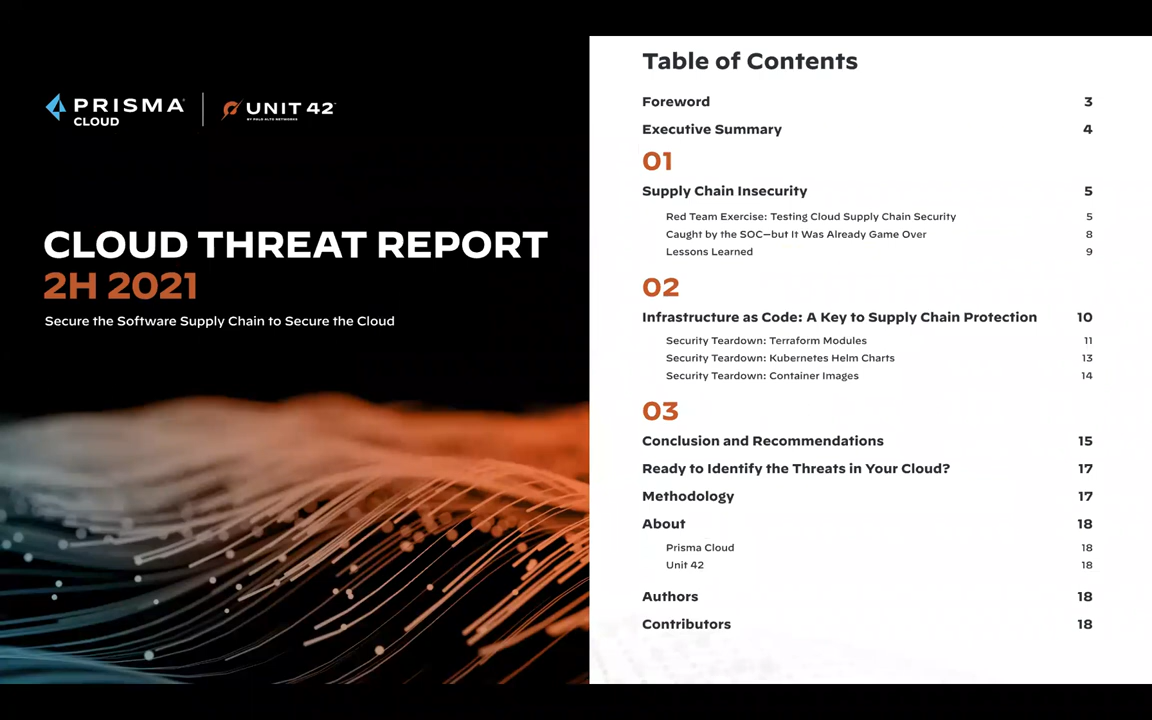 PRISMA
CLOUD
UNIT 42
BY PALO ALTO NETWORKS
CLOUD THREAT REPORT
2H 2021
Secure the Software Supply Chain to Secure the Cloud
Table of Contents
Foreword 3
Executive Summary 4
01
Supply Chain Insecurity 5
Red Team Exercise: Testing Cloud Supply Chain Security 5
Caught by the SOC—but It Was Already Game Over 8
Lessons Learned 9
02
Infrastructure as Code: A Key to Supply Chain Protection 10
Security Teardown: Terraform Modules 11
Security Teardown: Kubernetes Helm Charts 13
Security Teardown: Container Images 14
03
Conclusion and Recommendations 15
Ready to Identify the Threats in Your Cloud? 17
Methodology 17
About 18
Prisma Cloud 18
Unit 42 18
Authors 18
Contributors 18